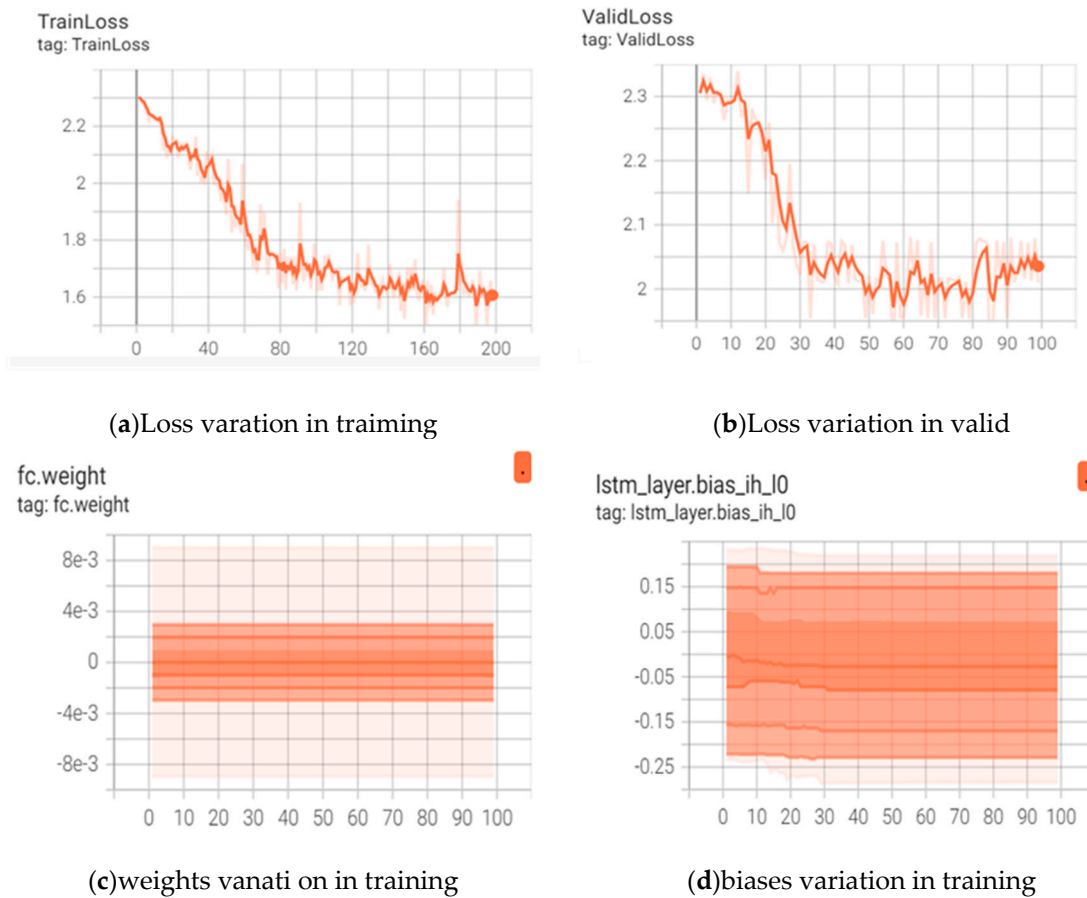 TrainLoss
tag: TrainLoss
2.2
2
1.8
1.6
0 40 80 120 160 200
ValidLoss
tag: ValidLoss
2.3
2.2
2.1
2
0 10 20 30 40 50 60 70 80 90 100
(a)Loss varation in traiming
(b)Loss variation in valid
fc.weight
tag: fc.weight
8e-3
4e-3
0
-4e-3
-8e-3
0 10 20 30 40 50 60 70 80 90 100
lstm_layer.bias_ih_l0
tag: lstm_layer.bias_ih_l0
0.15
0.05
-0.05
-0.15
-0.25
0 10 20 30 40 50 60 70 80 90 100
(c)weights vanati on in training
(d)biases variation in training